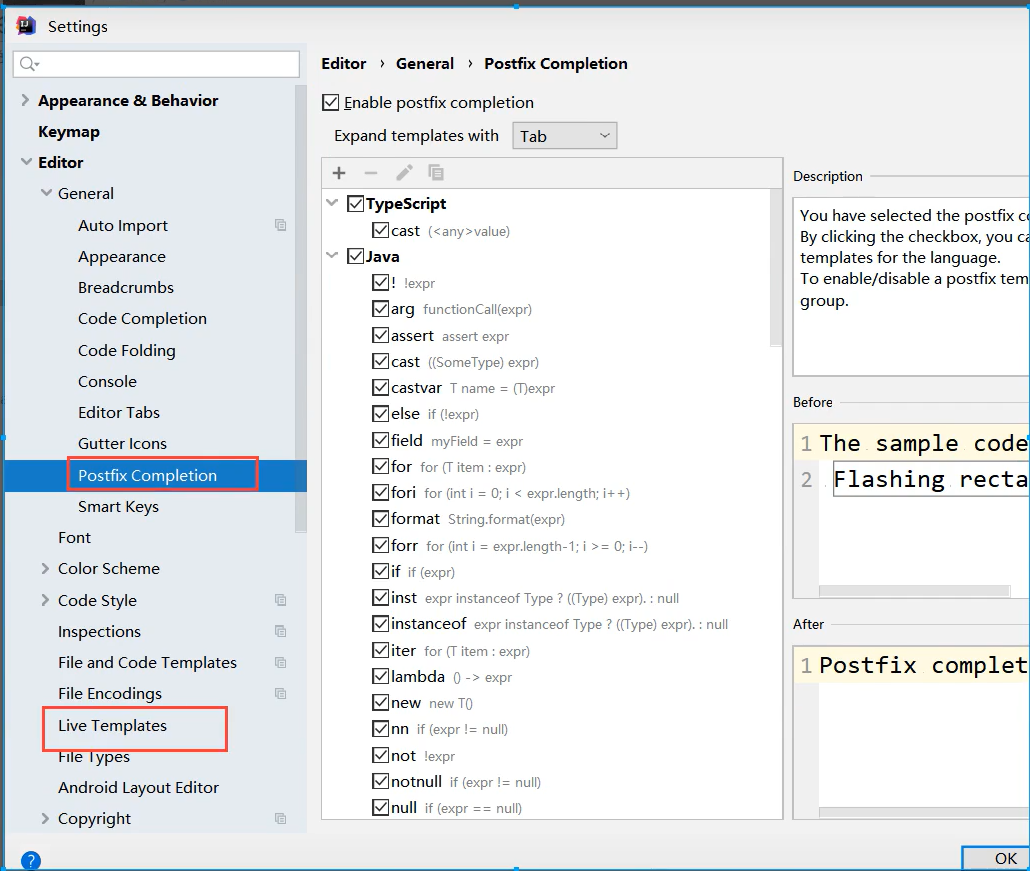 Settings
Appearance & Behavior
Keymap
Editor
General
Auto Import
Appearance
Breadcrumbs
Code Completion
Code Folding
Console
Editor Tabs
Gutter Icons
Postfix Completion
Smart Keys
Font
Color Scheme
Code Style
Inspections
File and Code Templates
File Encodings
Live Templates
File Types
Android Layout Editor
Copyright
?
Editor › General › Postfix Completion
Enable postfix completion
Expand templates with Tab
TypeScript
cast (<any>value)
Java
! !expr
arg functionCall(expr)
assert assert expr
cast ((SomeType) expr)
castvar T name = (T)expr
else if (!expr)
field myField = expr
for for (T item : expr)
fori for (int i = 0; i < expr.length; i++)
format String.format(expr)
forr for (int i = expr.length-1; i >= 0; i--)
if if (expr)
inst expr instanceof Type ? ((Type) expr). : null
instanceof expr instanceof Type ? ((Type) expr). : null
iter for (T item : expr)
lambda () -> expr
new new T()
nn if (expr != null)
not !expr
notnull if (expr != null)
null if (expr == null)
Description
You have selected the postfix co
By clicking the checkbox, you ca
templates for the language.
To enable/disable a postfix tem
group.
Before
1 The sample code
2 Flashing recta
After
1 Postfix complet
OK